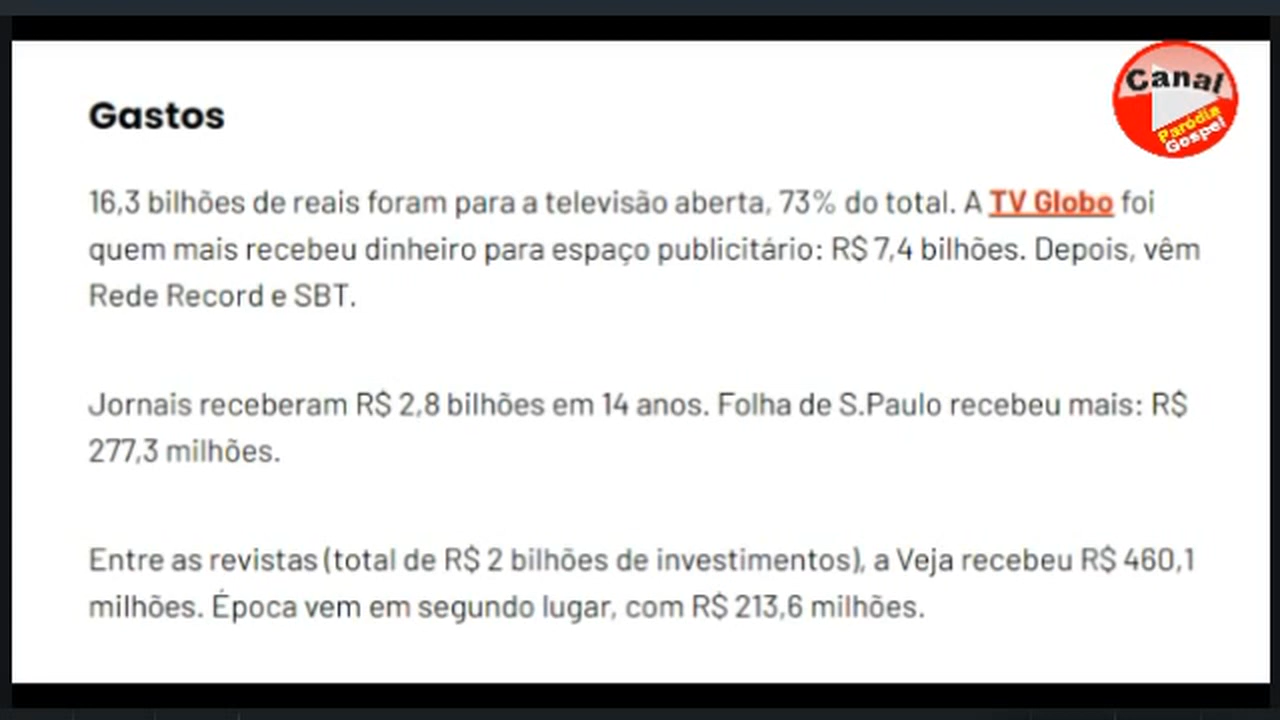 Canal
Paródia
Gospel
Gastos
16,3 bilhões de reais foram para a televisão aberta, 73% do total. A TV Globo foi
quem mais recebeu dinheiro para espaço publicitário: R$ 7,4 bilhões. Depois, vêm
Rede Record e SBT.
Jornais receberam R$ 2,8 bilhões em 14 anos. Folha de S.Paulo recebeu mais: R$
277,3 milhões.
Entre as revistas (total de R$ 2 bilhões de investimentos), a Veja recebeu R$ 460,1
milhões. Época vem em segundo lugar, com R$ 213,6 milhões.